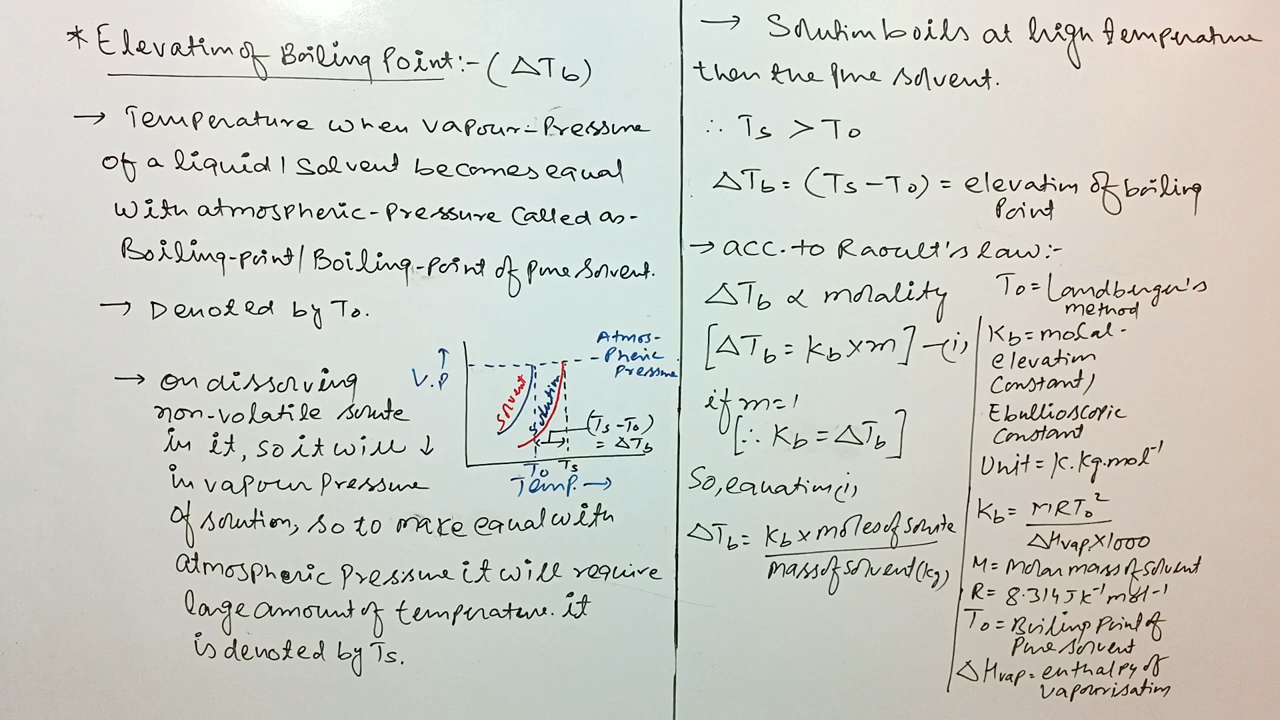 * Elevation of Boiling Point:- (ΔTb)
→ Temperature when vapour-Pressure
of a liquid / Solvent becomes equal
with atmospheric-Pressure Called as-
Boiling-point/Boiling-point of pure solvent.
→ Denoted by To.
→ on dissolving
non-volatile solute
in it, so it will ↓
in vapour pressure
of solution, so to make equal with
atmospheric pressure it will require
large amount of temperature. it
is denoted by Ts.
V.P ↑
Atmos-
Pheric
Pressure
solvent
solution
(Ts-To)
= ΔTb
To Ts
Temp. →
→ Solution boils at high temperature
then the pure solvent.
∴ Ts > To
ΔTb = (Ts-To) = elevation of boiling
Point
→ acc. to Raoult's law:-
ΔTb ∝ molality
[ΔTb = Kb×m] -(i)
if m=1
[∴ Kb = ΔTb]
So, equation(i)
ΔTb = Kb × moles of solute
mass of solvent (kg)
To = Landberger's
method
Kb = molal-
elevation
Constant/
Ebullioscopic
Constant
Unit = K.Kg.mol⁻¹
Kb = MRTo²
ΔHvap×1000
M = Molar mass of solvent
R = 8.314 J K⁻¹ mol⁻¹
To = Boiling point of
Pure solvent
ΔHvap = enthalpy of
vapourisation